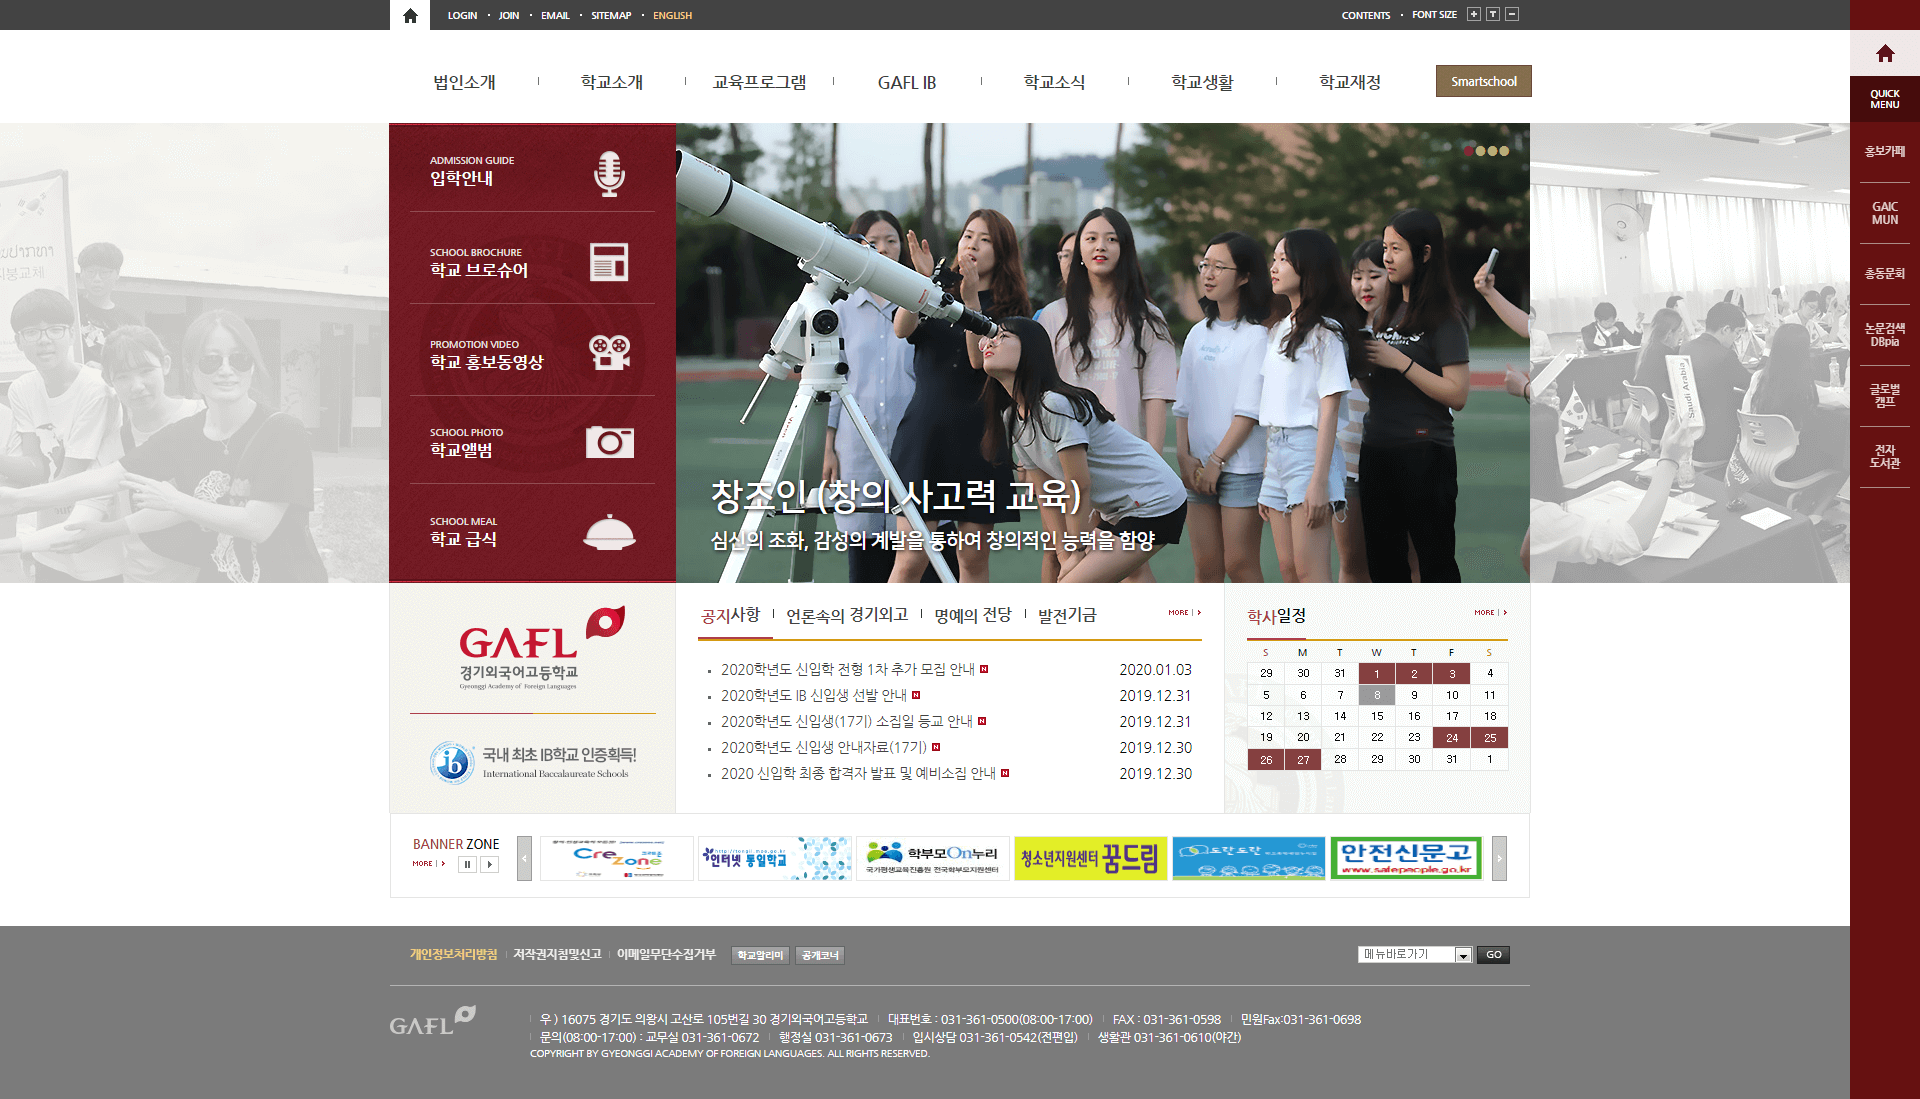 LOGIN · JOIN · EMAIL · SITEMAP · ENGLISH
CONTENTS · FONT SIZE + T −
법인소개 학교소개 교육프로그램 GAFL IB 학교소식 학교생활 학교재정 Smartschool
QUICK
MENU
홍보카페
GAIC
MUN
총동문회
논문검색
DBpia
글로벌
캠프
전자
도서관
ADMISSION GUIDE
입학안내
SCHOOL BROCHURE
학교 브로슈어
PROMOTION VIDEO
학교 홍보동영상
SCHOOL PHOTO
학교앨범
SCHOOL MEAL
학교 급식
Saudi Arabia
창조인 (창의 사고력 교육)
심신의 조화, 감성의 계발을 통하여 창의적인 능력을 함양
GAFL
경기외국어고등학교
Gyeonggi Academy of Foreign Languages
ib 국내 최초 IB학교 인증획득!
International Baccalaureate Schools
공지사항 언론속의 경기외고 명예의 전당 발전기금 MORE
2020학년도 신입학 전형 1차 추가 모집 안내 N 2020.01.03
2020학년도 IB 신입생 선발 안내 N 2019.12.31
2020학년도 신입생(17기) 소집일 등교 안내 N 2019.12.31
2020학년도 신입생 안내자료(17기) N 2019.12.30
2020 신입학 최종 합격자 발표 및 예비소집 안내 N 2019.12.30
학사일정 MORE
S M T W T F S
29 30 31 1 2 3 4
5 6 7 8 9 10 11
12 13 14 15 16 17 18
19 20 21 22 23 24 25
26 27 28 29 30 31 1
BANNER ZONE
MORE
Crezone
인터넷 통일학교
학부모On누리
국가평생교육진흥원 전국학부모지원센터
청소년지원센터 꿈드림
도란도란
안전신문고
www.safepeople.go.kr
개인정보처리방침 저작권지침및신고 이메일무단수집거부 학교알리미 공개코너
메뉴바로가기 GO
GAFL
우 ) 16075 경기도 의왕시 고산로 105번길 30 경기외국어고등학교 대표번호 : 031-361-0500(08:00-17:00) FAX : 031-361-0598 민원Fax:031-361-0698
문의(08:00-17:00) : 교무실 031-361-0672 행정실 031-361-0673 입시상담 031-361-0542(전편입) 생활관 031-361-0610(야간)
COPYRIGHT BY GYEONGGI ACADEMY OF FOREIGN LANGUAGES. ALL RIGHTS RESERVED.